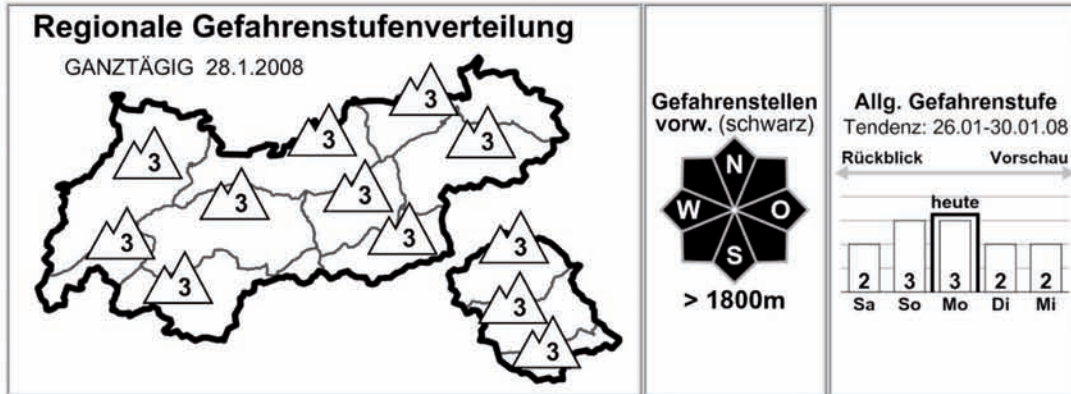 Regionale Gefahrenstufenverteilung
GANZTÄGIG 28.1.2008
3
3
3
3
3
3
3
3
3
3
3
3
Gefahrenstellen
vorw. (schwarz)
N
W O
S
> 1800m
Allg. Gefahrenstufe
Tendenz: 26.01-30.01.08
Rückblick Vorschau
heute
2 3 3 2 2
Sa So Mo Di Mi